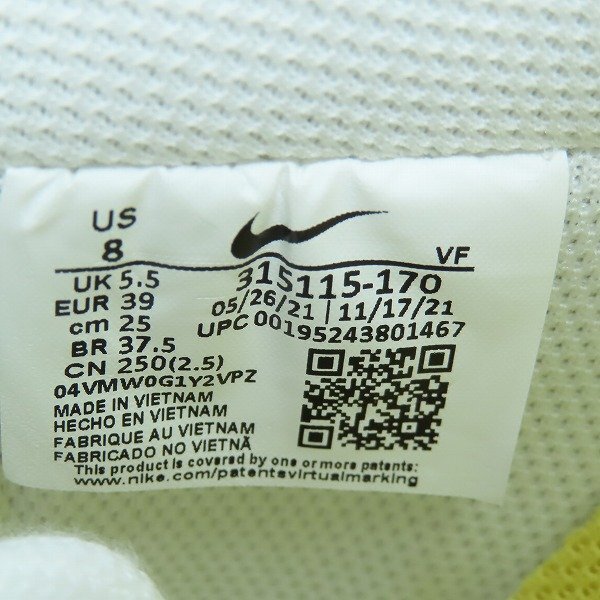 US
8
VF
UK 5.5
EUR 39
cm 25
BR 37.5
CN 250(2.5)
315115-170
05/26/21 | 11/17/21
UPC 00195243801467
04VMW0G1Y2VPZ
MADE IN VIETNAM
HECHO EN VIETNAM
FABRIQUE AU VIETNAM
FABRICADO NO VIETNÃ
This product is covered by one or more patents:
www.nike.com/patentsvirtualmarking